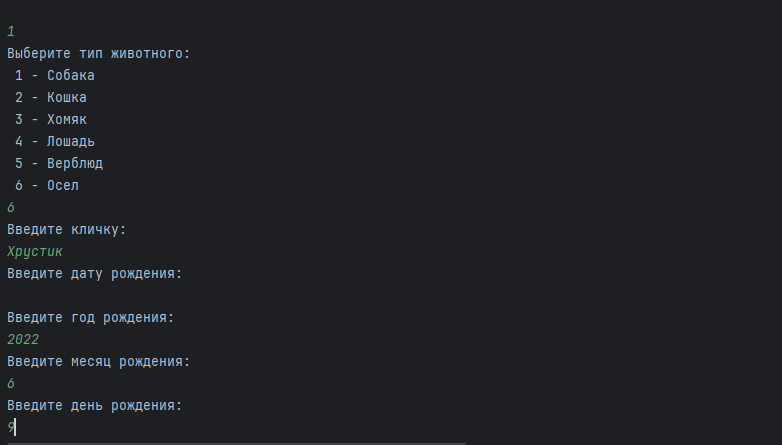 1
Выберите тип животного:
1 - Собака
2 - Кошка
3 - Хомяк
4 - Лошадь
5 - Верблюд
6 - Осел
6
Введите кличку:
Хрустик
Введите дату рождения:
Введите год рождения:
2022
Введите месяц рождения:
6
Введите день рождения:
9